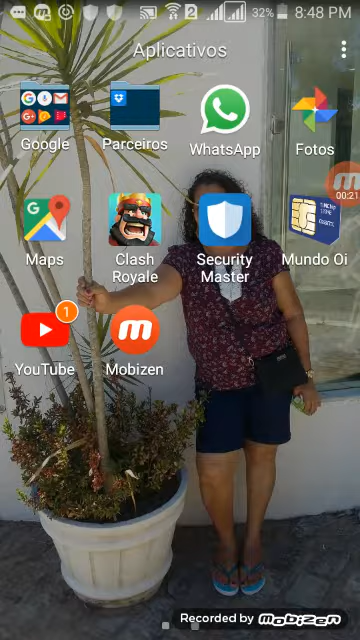 2 32% 8:48 PM
Aplicativos
Google Parceiros WhatsApp Fotos
00:21
Maps Clash Royale Security Master Mundo Oi
1
YouTube Mobizen
Recorded by mobizen